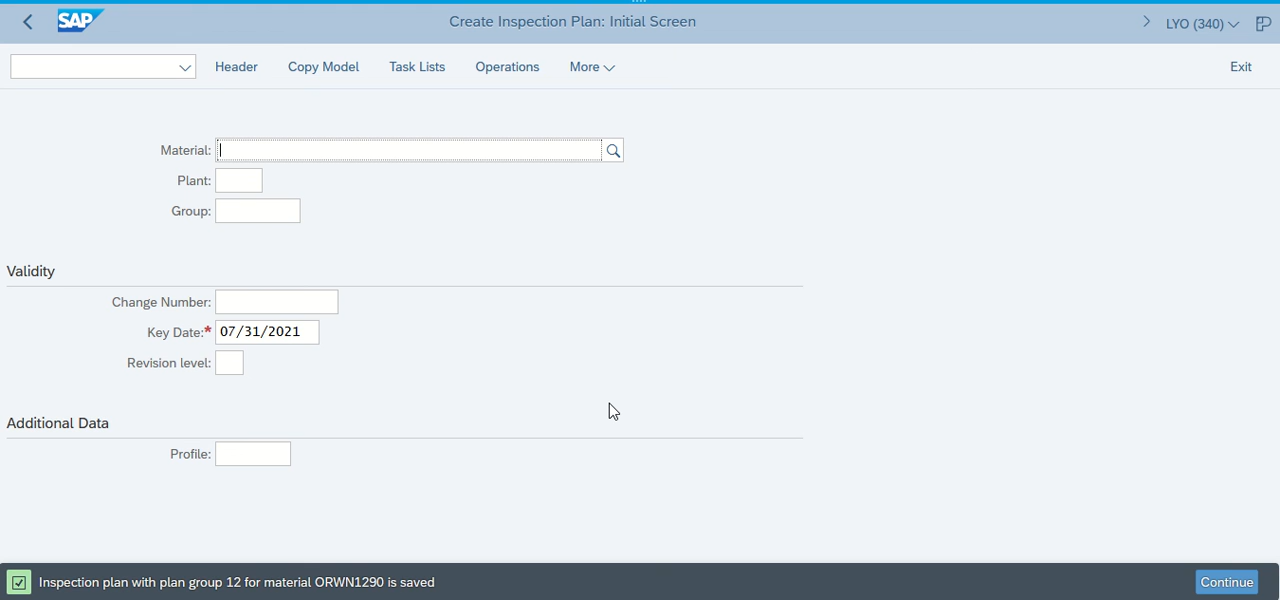 SAP Create Inspection Plan: Initial Screen LYO (340)
Header Copy Model Task Lists Operations More Exit
Material:
Plant:
Group:
Validity
Change Number:
Key Date:* 07/31/2021
Revision level:
Additional Data
Profile:
Inspection plan with plan group 12 for material ORWN1290 is saved Continue